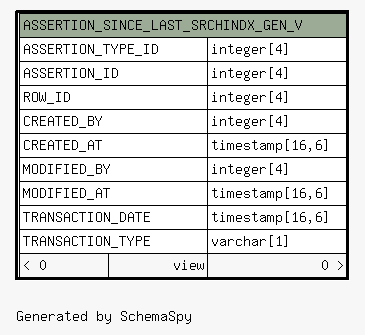 ASSERTION_SINCE_LAST_SRCHINDX_GEN_V
ASSERTION_TYPE_ID integer[4]
ASSERTION_ID integer[4]
ROW_ID integer[4]
CREATED_BY integer[4]
CREATED_AT timestamp[16,6]
MODIFIED_BY integer[4]
MODIFIED_AT timestamp[16,6]
TRANSACTION_DATE timestamp[16,6]
TRANSACTION_TYPE varchar[1]
< 0 view 0 >
Generated by SchemaSpy